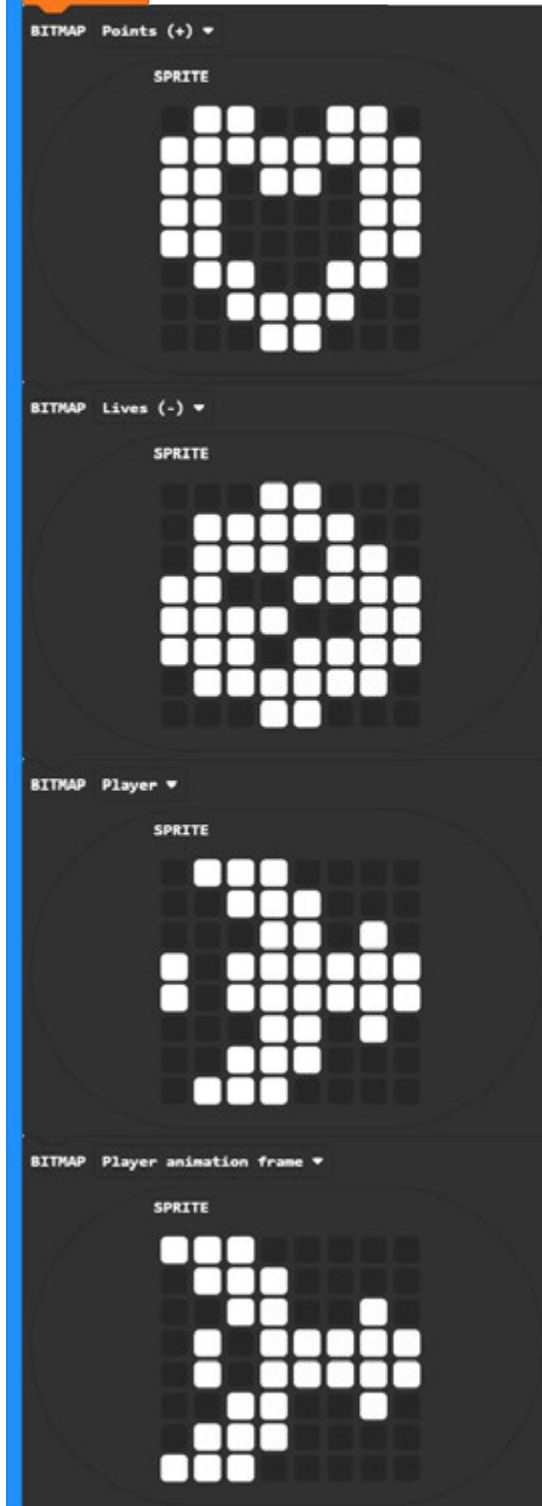 BITMAP Points (+)
SPRITE
BITMAP Lives (-)
SPRITE
BITMAP Player
SPRITE
BITMAP Player animation frame
SPRITE